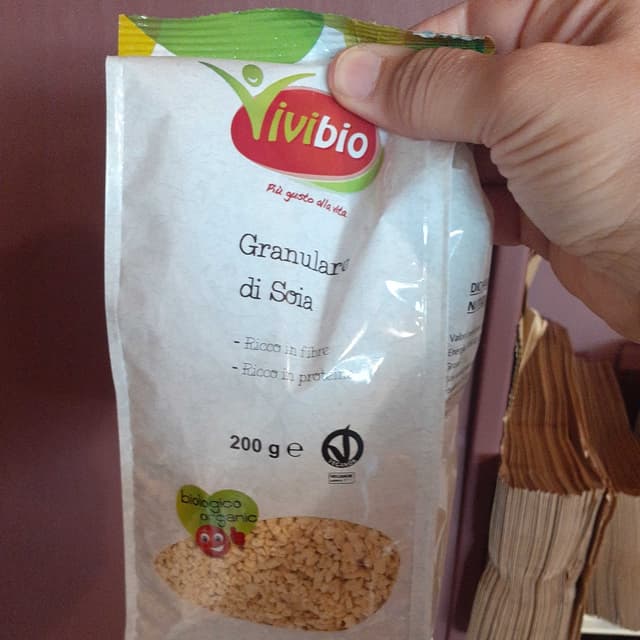 Vivibio
Più gusto alla vita
Granulare
di Soia
- Ricco in fibre
- Ricco in proteine
200 g e
biologico
organic